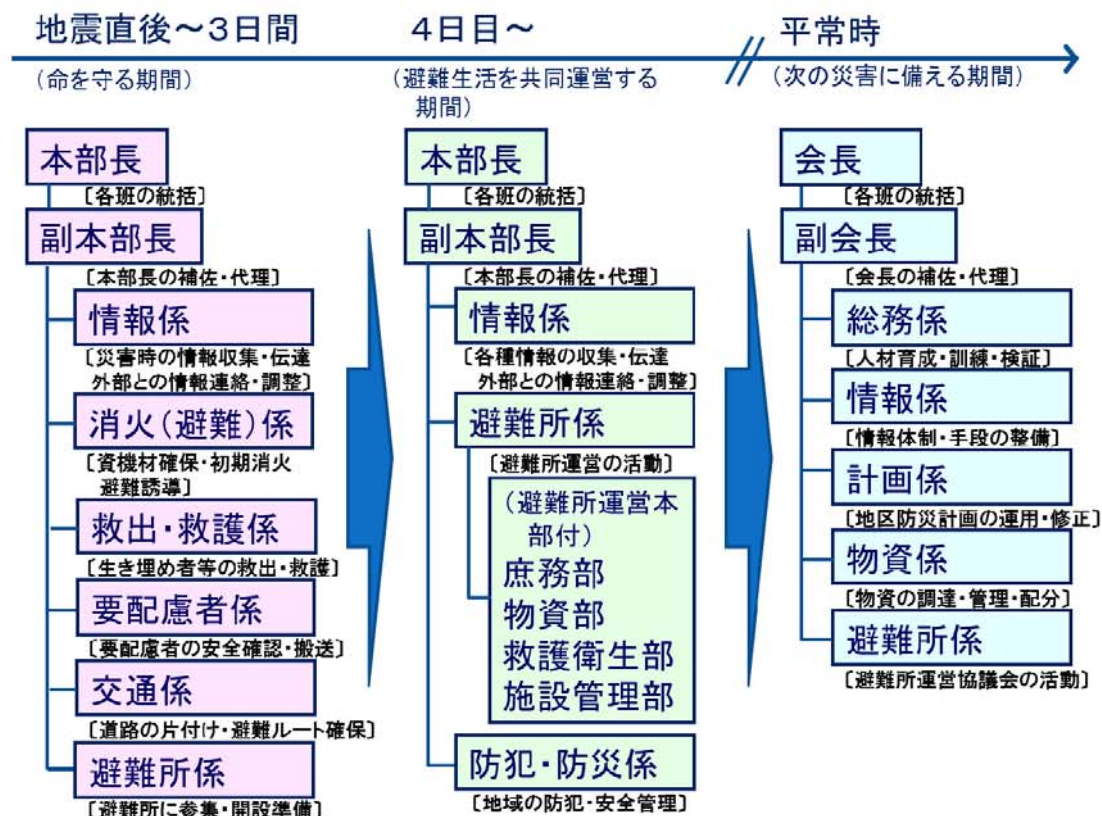 地震直後～3日間
(命を守る期間)
本部長
〔各班の統括〕
副本部長
〔本部長の補佐・代理〕
情報係
〔災害時の情報収集・伝達
外部との情報連絡・調整〕
消火(避難)係
〔資機材確保・初期消火
避難誘導〕
救出・救護係
〔生き埋め者等の救出・救護〕
要配慮者係
〔要配慮者の安全確認・搬送〕
交通係
〔道路の片付け・避難ルート確保〕
避難所係
〔避難所に参集・開設準備〕
4日目～
(避難生活を共同運営する
期間)
本部長
〔各班の統括〕
副本部長
〔本部長の補佐・代理〕
情報係
〔各種情報の収集・伝達
外部との情報連絡・調整〕
避難所係
〔避難所運営の活動〕
(避難所運営本
部付)
庶務部
物資部
救護衛生部
施設管理部
防犯・防災係
〔地域の防犯・安全管理〕
平常時
(次の災害に備える期間)
会長
〔各班の統括〕
副会長
〔会長の補佐・代理〕
総務係
〔人材育成・訓練・検証〕
情報係
〔情報体制・手段の整備〕
計画係
〔地区防災計画の運用・修正〕
物資係
〔物資の調達・管理・配分〕
避難所係
〔避難所運営協議会の活動〕